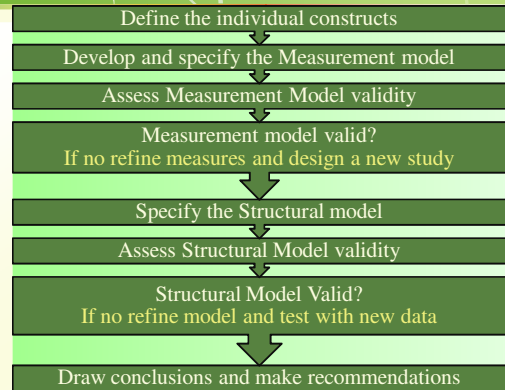 Define the individual constructs
Develop and specify the Measurement model
Assess Measurement Model validity
Measurement model valid?
If no refine measures and design a new study
Specify the Structural model
Assess Structural Model validity
Structural Model Valid?
If no refine model and test with new data
Draw conclusions and make recommendations